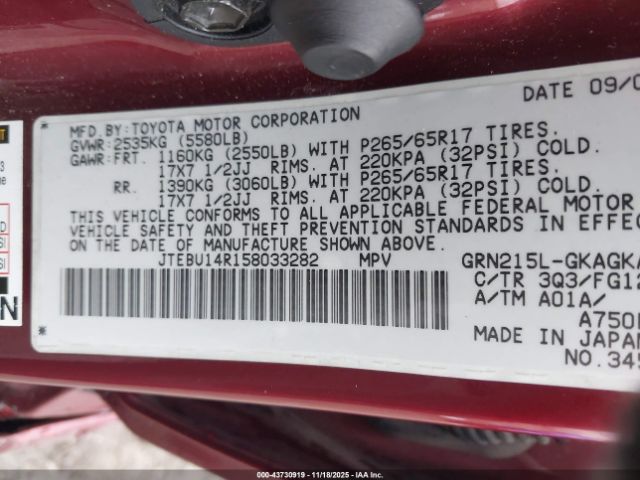 DATE 09/0
MFD.BY:TOYOTA MOTOR CORPORATION
GVWR:2535KG (5580LB)
GAWR:FRT. 1160KG (2550LB) WITH P265/65R17 TIRES.
17X7 1/2JJ RIMS. AT 220KPA (32PSI) COLD.
RR. 1390KG (3060LB) WITH P265/65R17 TIRES.
17X7 1/2JJ RIMS. AT 220KPA (32PSI) COLD.
THIS VEHICLE CONFORMS TO ALL APPLICABLE FEDERAL MOTOR
VEHICLE SAFETY AND THEFT PREVENTION STANDARDS IN EFFEC
ON THE DATE OF MANUFACTURE SHOWN ABOVE.
JTEBU14R158033282 MPV GRN215L-GKAGKA
C/TR 3Q3/FG12
A/TM A01A/
A750
MADE IN JAPAN
NO.345
N
000-43730919 | 11/18/2025 - IAA Inc.